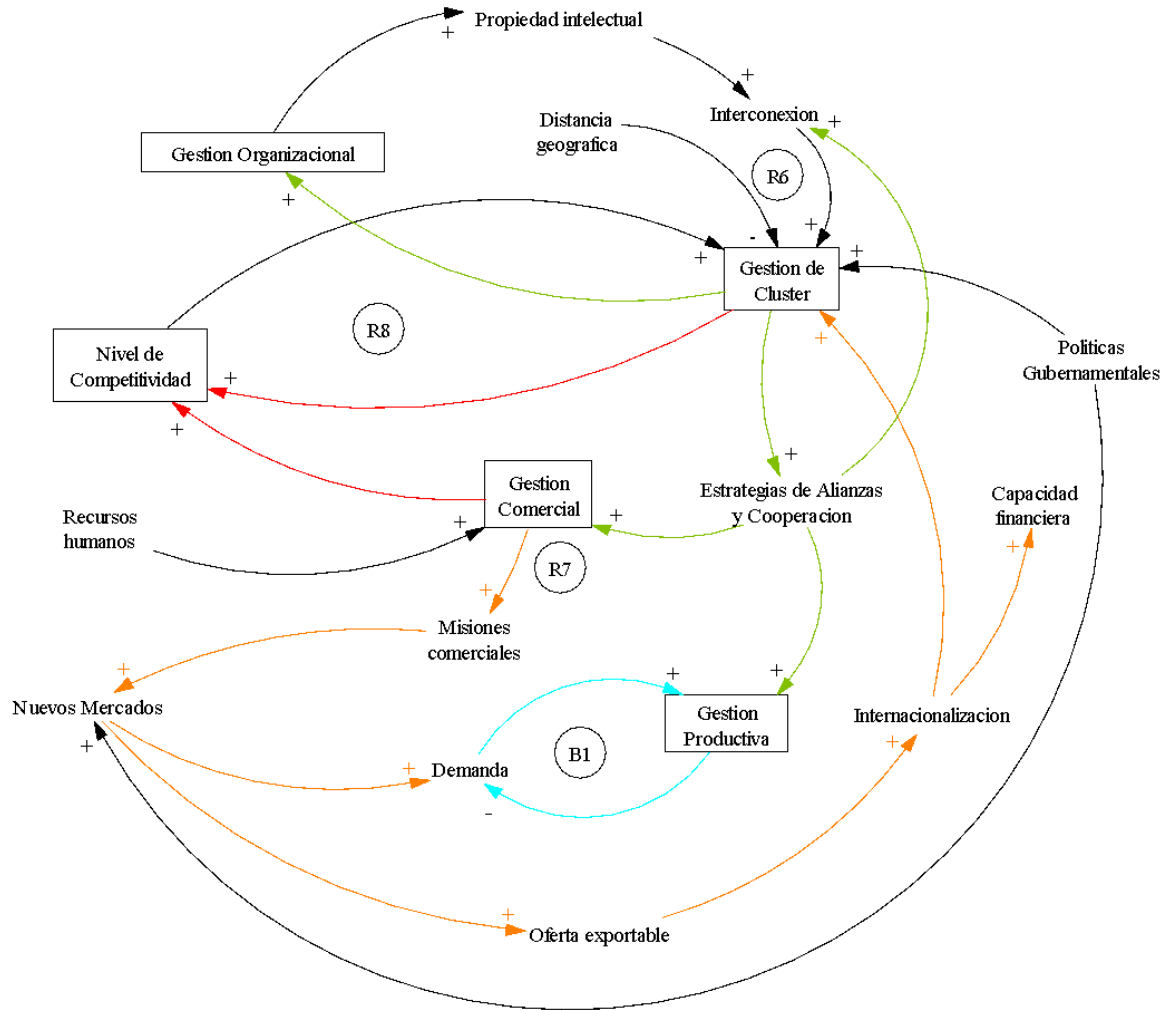 Propiedad intelectual
+
+
Interconexion
+
Distancia
geografica
Gestion Organizacional
+
R6
-
+
+
+
Gestion de
Cluster
+
R8
Nivel de
Competitividad
+
+
Politicas
Gubernamentales
+
Gestion
Comercial
+
+
Estrategias de Alianzas
y Cooperacion
Capacidad
financiera
+
Recursos
humanos
R7
+
Misiones
comerciales
+
Nuevos Mercados
+
+
+
Gestion
Productiva
Internacionalizacion
+
B1
+
Demanda
-
+
Oferta exportable